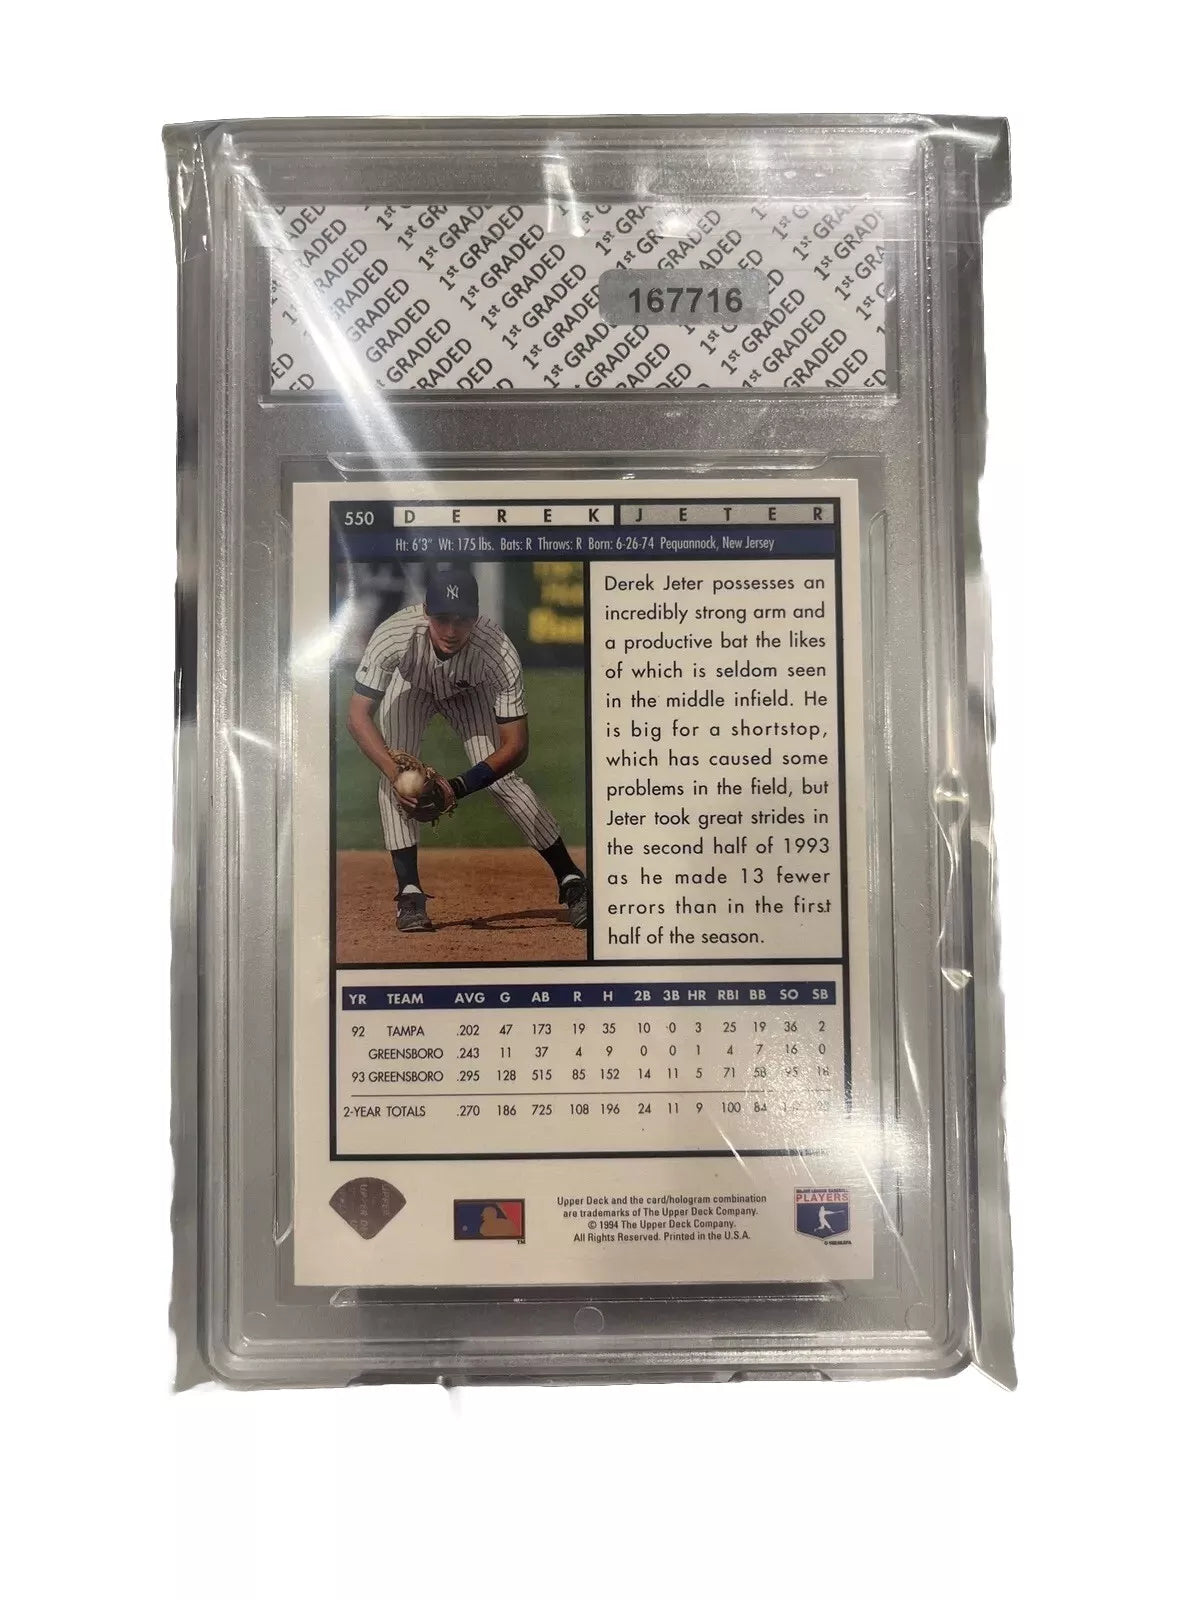 1st GRADED
167716
550 DEREK JETER
Ht: 6'3" Wt: 175 lbs. Bats: R Throws: R Born: 6-26-74 Pequannock, New Jersey
NY
Derek Jeter possesses an
incredibly strong arm and
a productive bat the likes
of which is seldom seen
in the middle infield. He
is big for a shortstop,
which has caused some
problems in the field, but
Jeter took great strides in
the second half of 1993
as he made 13 fewer
errors than in the first
half of the season.
YR TEAM AVG G AB R H 2B 3B HR RBI BB SO SB
92 TAMPA .202 47 173 19 35 10 0 3 25 19 36 2
GREENSBORO .243 11 37 4 9 0 0 1 4 7 16 0
93 GREENSBORO .295 128 515 85 152 14 11 5 71 58 95 18
2-YEAR TOTALS .270 186 725 108 196 24 11 9 100 84
UPPER DECK
Upper Deck and the card/hologram combination
are trademarks of The Upper Deck Company.
© 1994 The Upper Deck Company.
All Rights Reserved. Printed in the U.S.A.
TM
MAJOR LEAGUE BASEBALL
PLAYERS